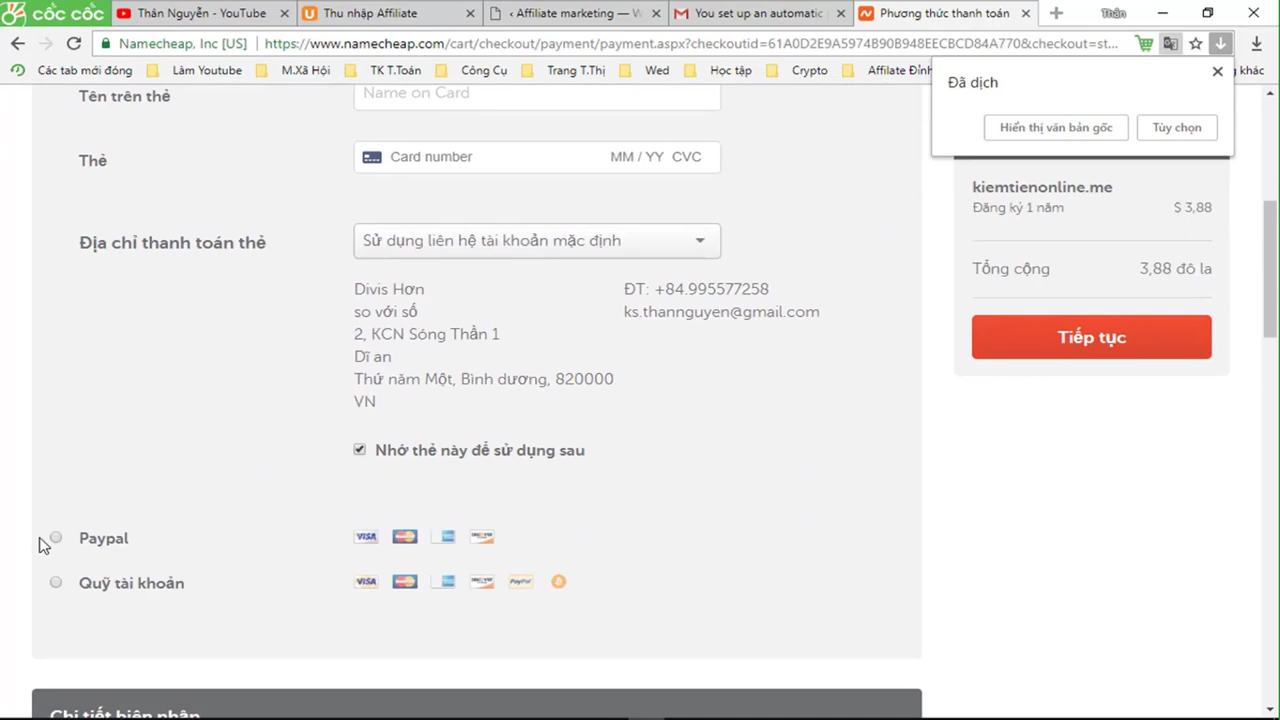 cốc cốc
Thân Nguyễn - YouTube
Thu nhập Affiliate
‹ Affiliate marketing — W
You set up an automatic
Phương thức thanh toán
Thân
Namecheap, Inc [US]
https://www.namecheap.com/cart/checkout/payment/payment.aspx?checkoutid=61A0D2E9A5974B90B948EECBCD84A770&checkout=st...
Các tab mới đóng
Làm Youtube
M.Xã Hội
TK T.Toán
Công Cụ
Trang T.Thị
Wed
Học tập
Crypto
Affilate Đỉnh
g khác
Đã dịch
Hiển thị văn bản gốc
Tùy chọn
Tên trên thẻ
Name on Card
Thẻ
Card number
MM / YY CVC
Địa chỉ thanh toán thẻ
Sử dụng liên hệ tài khoản mặc định
Divis Hơn
so với số
2, KCN Sóng Thần 1
Dĩ an
Thứ năm Một, Bình dương, 820000
VN
ĐT: +84.995577258
ks.thannguyen@gmail.com
Nhớ thẻ này để sử dụng sau
Paypal
VISA
Quỹ tài khoản
VISA
PayPal
kiemtienonline.me
Đăng ký 1 năm
$ 3,88
Tổng cộng
3,88 đô la
Tiếp tục
Chi tiết biên nhận